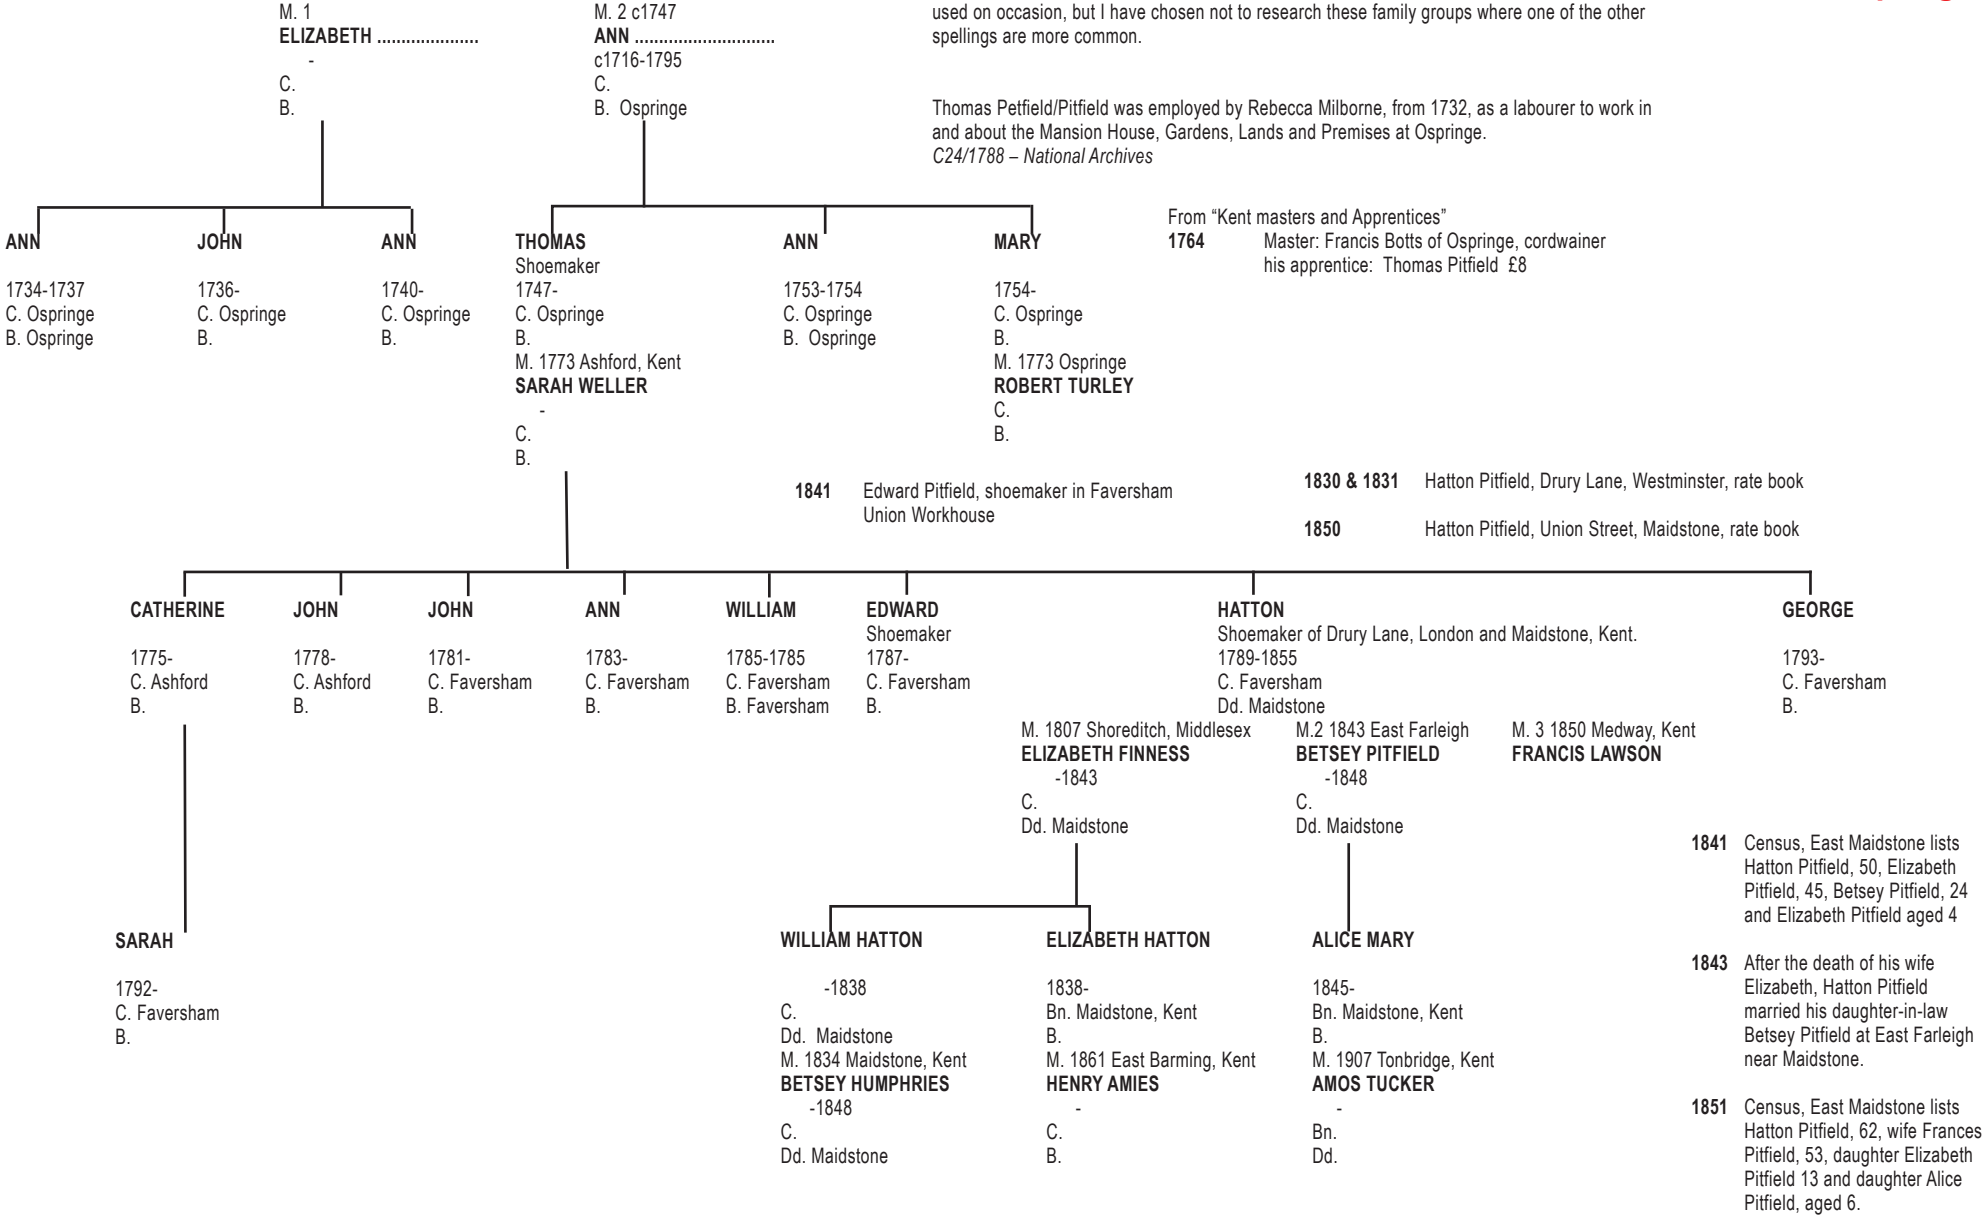 M. 1
ELIZABETH .....................
-
C.
B.
M. 2 c1747
ANN .............................
c1716-1795
C.
B.  Ospringe
used on occasion, but I have chosen not to research these family groups where one of the other
spellings are more common.
Thomas Petfield/Pitfield was employed by Rebecca Milborne, from 1732, as a labourer to work in
and about the Mansion House, Gardens, Lands and Premises at Ospringe.
C24/1788 – National Archives
ANN
1734-1737
C. Ospringe
B. Ospringe
JOHN
1736-
C. Ospringe
B.
ANN
1740-
C. Ospringe
B.
THOMAS
Shoemaker
1747-
C. Ospringe
B.
M. 1773 Ashford, Kent
SARAH WELLER
-
C.
B.
ANN
1753-1754
C. Ospringe
B.  Ospringe
MARY
1754-
C. Ospringe
B.
M. 1773 Ospringe
ROBERT TURLEY
C.
B.
From “Kent masters and Apprentices”
1764 Master: Francis Botts of Ospringe, cordwainer
his apprentice:  Thomas Pitfield  £8
1841 Edward Pitfield, shoemaker in Faversham
Union Workhouse
1830 & 1831 Hatton Pitfield, Drury Lane, Westminster, rate book
1850 Hatton Pitfield, Union Street, Maidstone, rate book
CATHERINE
1775-
C. Ashford
B.
JOHN
1778-
C. Ashford
B.
JOHN
1781-
C. Faversham
B.
ANN
1783-
C. Faversham
B.
WILLIAM
1785-1785
C. Faversham
B. Faversham
EDWARD
Shoemaker
1787-
C. Faversham
B.
HATTON
Shoemaker of Drury Lane, London and Maidstone, Kent.
1789-1855
C. Faversham
Dd. Maidstone
GEORGE
1793-
C. Faversham
B.
M. 1807 Shoreditch, Middlesex
ELIZABETH FINNESS
-1843
C.
Dd. Maidstone
M.2 1843 East Farleigh
BETSEY PITFIELD
-1848
C.
Dd. Maidstone
M. 3 1850 Medway, Kent
FRANCIS LAWSON
SARAH
1792-
C. Faversham
B.
WILLIAM HATTON
-1838
C.
Dd.  Maidstone
M. 1834 Maidstone, Kent
BETSEY HUMPHRIES
-1848
C.
Dd. Maidstone
ELIZABETH HATTON
1838-
Bn. Maidstone, Kent
B.
M. 1861 East Barming, Kent
HENRY AMIES
-
C.
B.
ALICE MARY
1845-
Bn. Maidstone, Kent
B.
M. 1907 Tonbridge, Kent
AMOS TUCKER
-
Bn.
Dd.
1841 Census, East Maidstone lists
Hatton Pitfield, 50, Elizabeth
Pitfield, 45, Betsey Pitfield, 24
and Elizabeth Pitfield aged 4
1843 After the death of his wife
Elizabeth, Hatton Pitfield
married his daughter-in-law
Betsey Pitfield at East Farleigh
near Maidstone.
1851 Census, East Maidstone lists
Hatton Pitfield, 62, wife Frances
Pitfield, 53, daughter Elizabeth
Pitfield 13 and daughter Alice
Pitfield, aged 6.